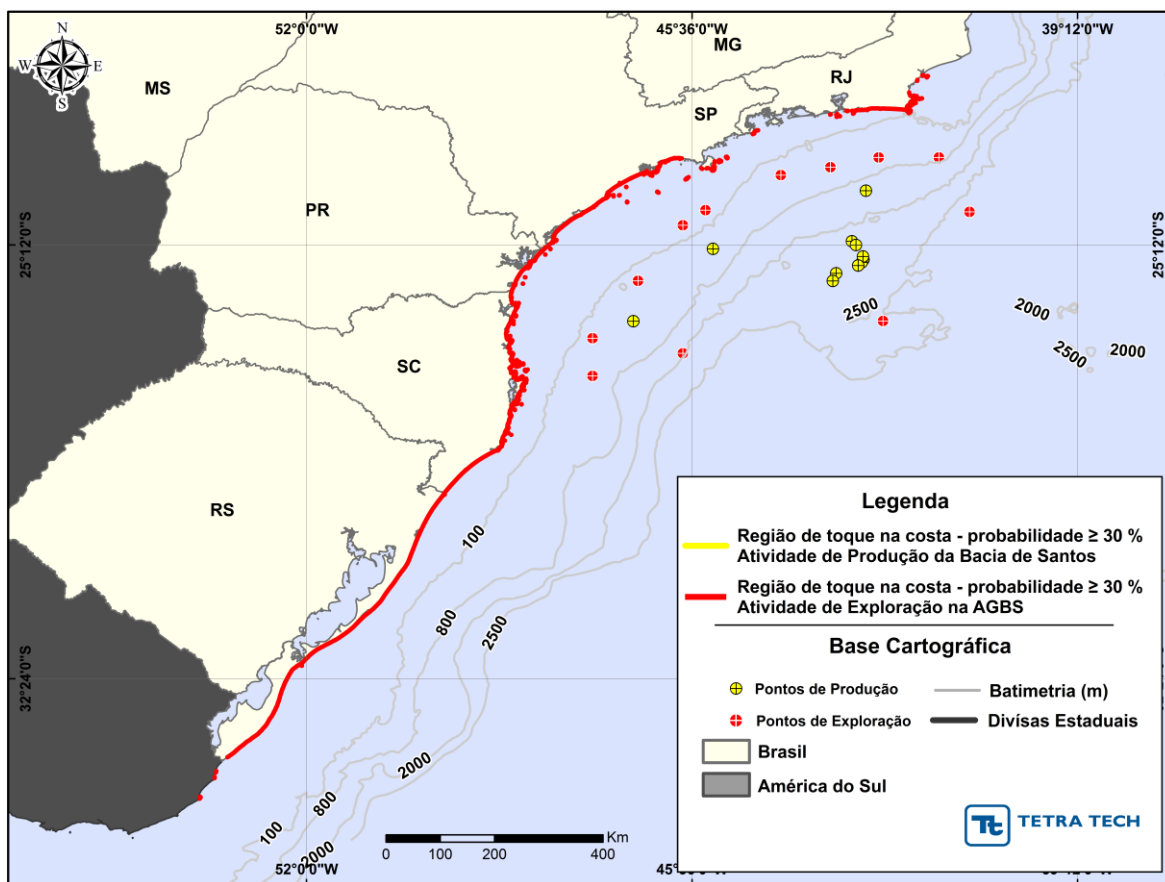 52°0'0"W
45°36'0"W
39°12'0"W
N
W E
S
MG
RJ
MS
SP
PR
25°12'0"S
25°12'0"S
2500
2000
2500
2000
SC
RS
100
800
2500
32°24'0"S
2000
800
100
2000
Legenda
Região de toque na costa - probabilidade ≥ 30 %
Atividade de Produção da Bacia de Santos
Região de toque na costa - probabilidade ≥ 30 %
Atividade de Exploração na AGBS
Base Cartográfica
Pontos de Produção
Batimetria (m)
Pontos de Exploração
Divísas Estaduais
Brasil
América do Sul
Tt TETRA TECH
Km
0 100 200 400
52°0'0"W